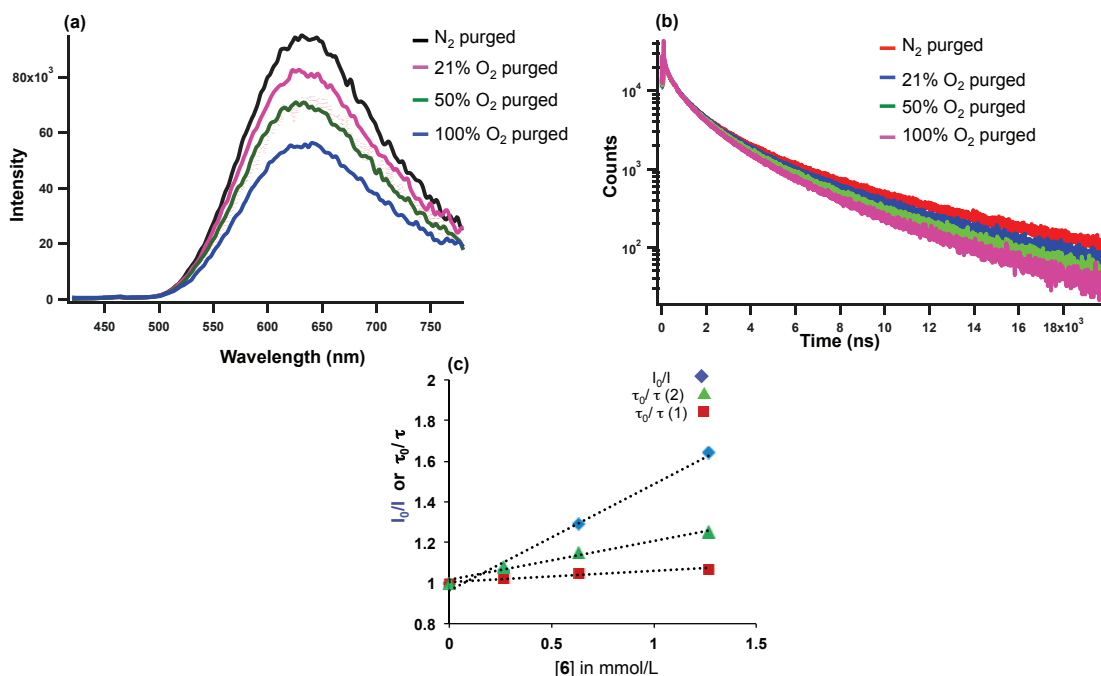 (a)
N₂ purged
21% O₂ purged
50% O₂ purged
100% O₂ purged
80x10³
60
40
20
0
Intensity
450 500 550 600 650 700 750
Wavelength (nm)
(b)
N₂ purged
21% O₂ purged
50% O₂ purged
100% O₂ purged
10⁴
10³
10²
Counts
0 2 4 6 8 10 12 14 16 18x10³
Time (ns)
(c)
I₀/I
τ₀/ τ (2)
τ₀/ τ (1)
2
1.8
1.6
1.4
1.2
1
0.8
I₀/I or τ₀/ τ
0 0.5 1 1.5
[6] in mmol/L